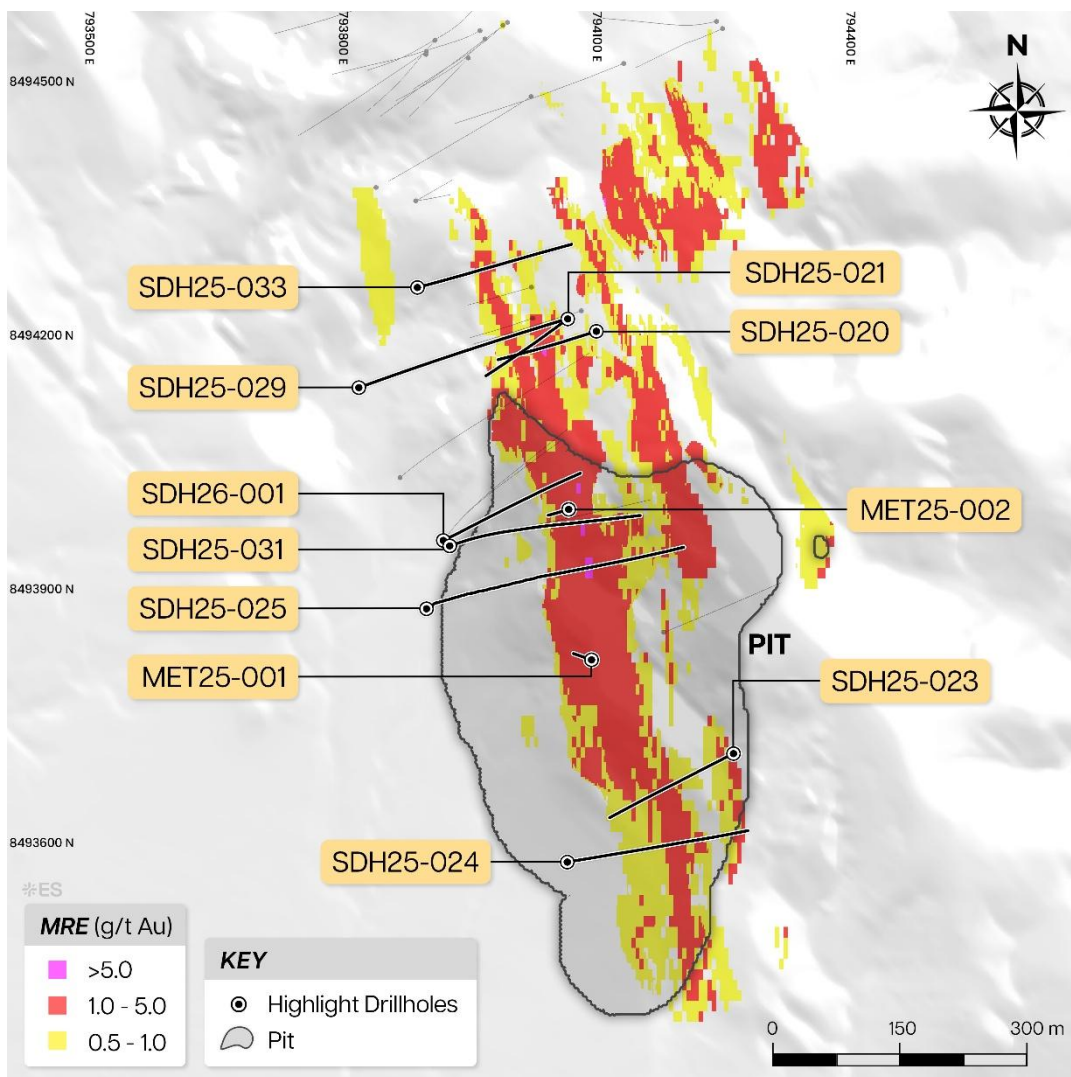 793500 E
793800 E
794100 E
794400 E
N
8494500 N
SDH25-033
SDH25-021
SDH25-020
8494200 N
SDH25-029
SDH26-001
MET25-002
SDH25-031
8493900 N
SDH25-025
PIT
MET25-001
SDH25-023
8493600 N
SDH25-024
ES
MRE (g/t Au)
>5.0
1.0 - 5.0
0.5 - 1.0
KEY
Highlight Drillholes
Pit
0 150 300 m